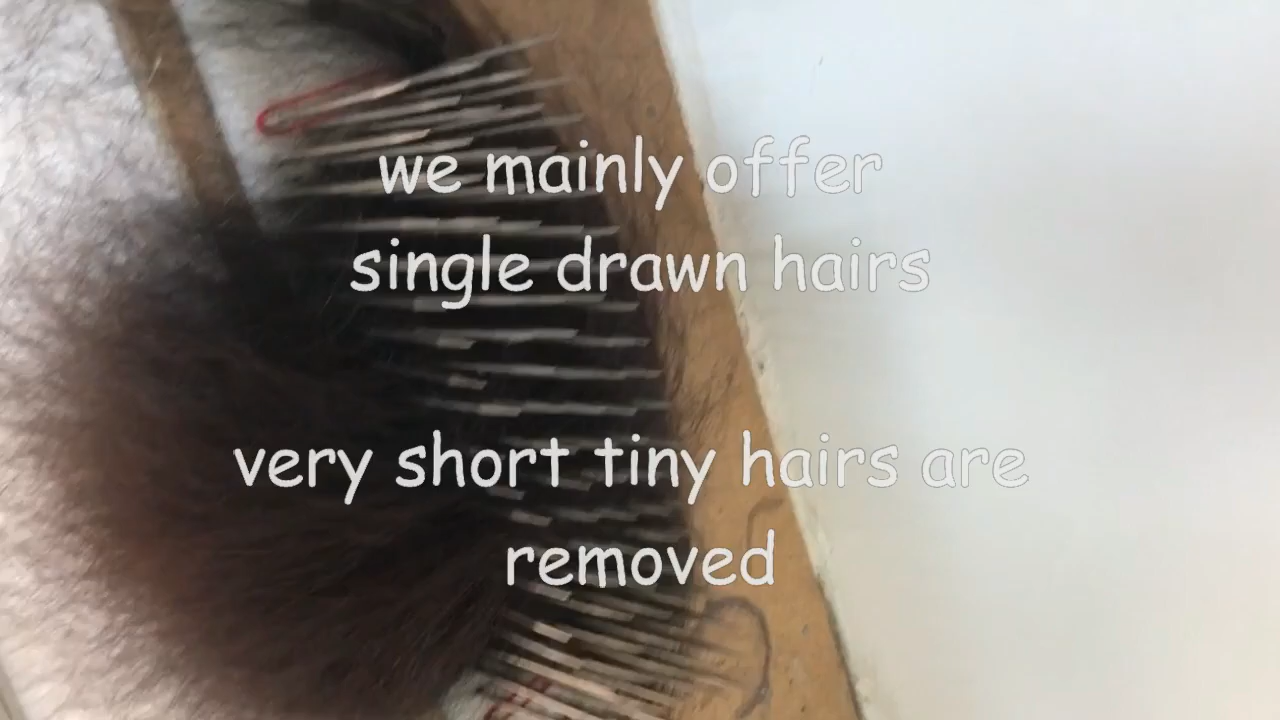 we mainly offer
single drawn hairs
very short tiny hairs are
removed